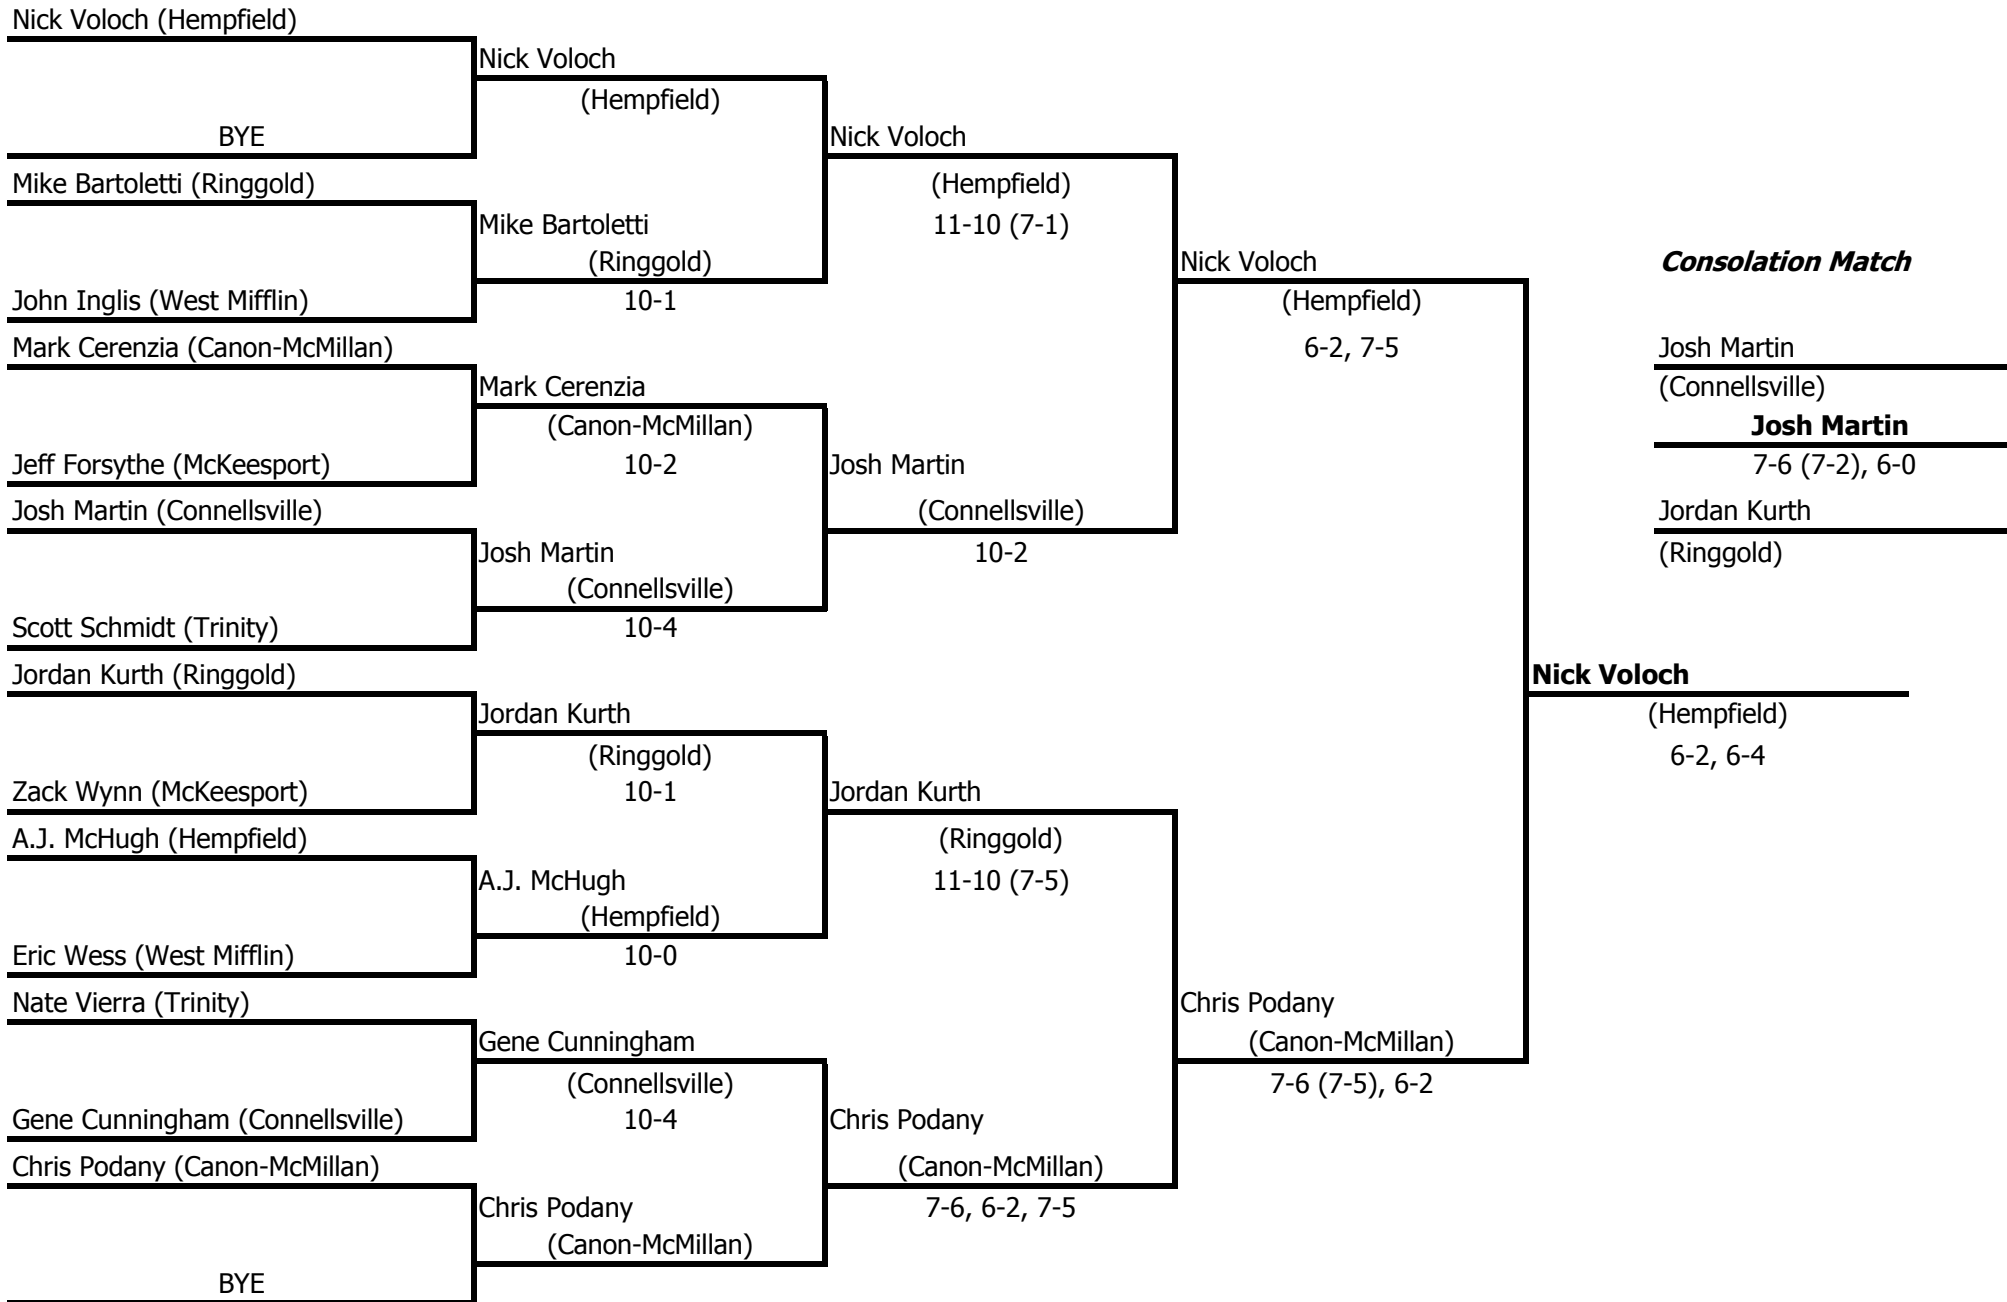 Nick Voloch (Hempfield)
BYE
Mike Bartoletti (Ringgold)
John Inglis (West Mifflin)
Mark Cerenzia (Canon-McMillan)
Jeff Forsythe (McKeesport)
Josh Martin (Connellsville)
Scott Schmidt (Trinity)
Jordan Kurth (Ringgold)
Zack Wynn (McKeesport)
A.J. McHugh (Hempfield)
Eric Wess (West Mifflin)
Nate Vierra (Trinity)
Gene Cunningham (Connellsville)
Chris Podany (Canon-McMillan)
BYE
Nick Voloch
(Hempfield)
Mike Bartoletti
(Ringgold)
10-1
Mark Cerenzia
(Canon-McMillan)
10-2
Josh Martin
(Connellsville)
10-4
Jordan Kurth
(Ringgold)
10-1
A.J. McHugh
(Hempfield)
10-0
Gene Cunningham
(Connellsville)
10-4
Chris Podany
(Canon-McMillan)
Nick Voloch
(Hempfield)
11-10 (7-1)
Josh Martin
(Connellsville)
10-2
Jordan Kurth
(Ringgold)
11-10 (7-5)
Chris Podany
(Canon-McMillan)
7-6, 6-2, 7-5
Nick Voloch
(Hempfield)
6-2, 7-5
Chris Podany
(Canon-McMillan)
7-6 (7-5), 6-2
Nick Voloch
(Hempfield)
6-2, 6-4
Consolation Match
Josh Martin
(Connellsville)
Josh Martin
7-6 (7-2), 6-0
Jordan Kurth
(Ringgold)